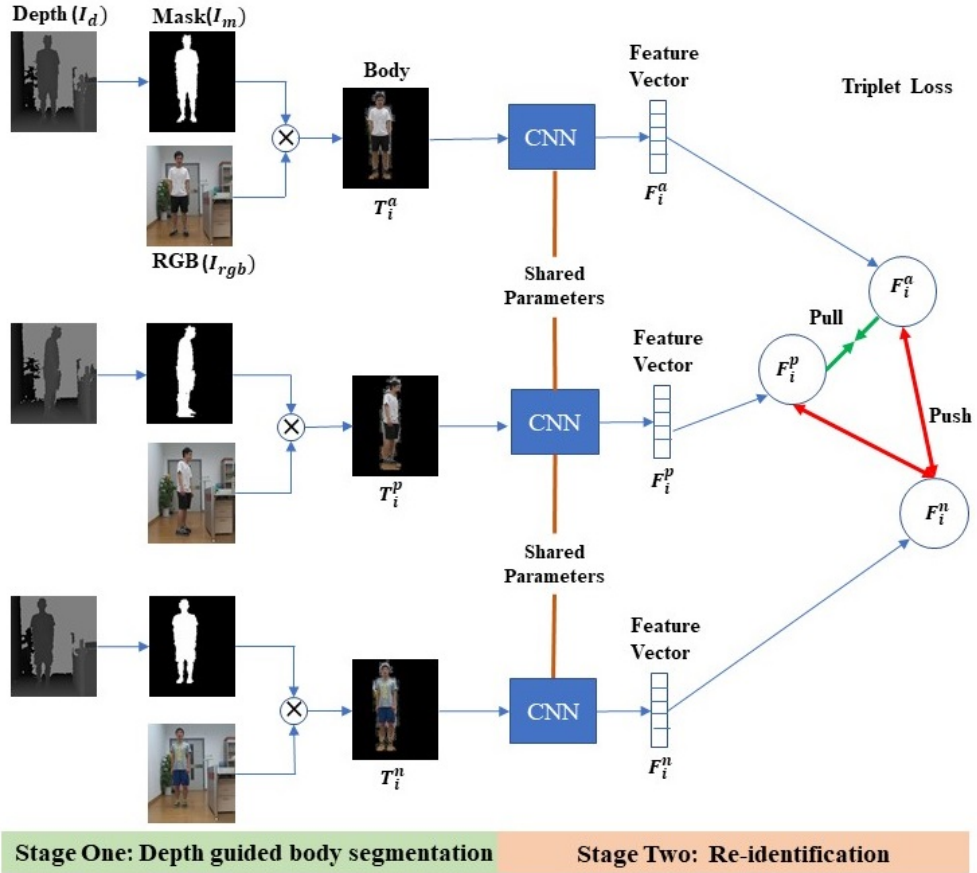 Depth (I_d)
Mask(I_m)
Body
Feature
Vector
Triplet Loss
CNN
T_i^a
F_i^a
RGB (I_rgb)
Shared
Parameters
F_i^a
Pull
Feature
Vector
F_i^p
CNN
Push
T_i^p
F_i^p
F_i^n
Shared
Parameters
Feature
Vector
CNN
T_i^n
F_i^n
Stage One: Depth guided body segmentation
Stage Two: Re-identification